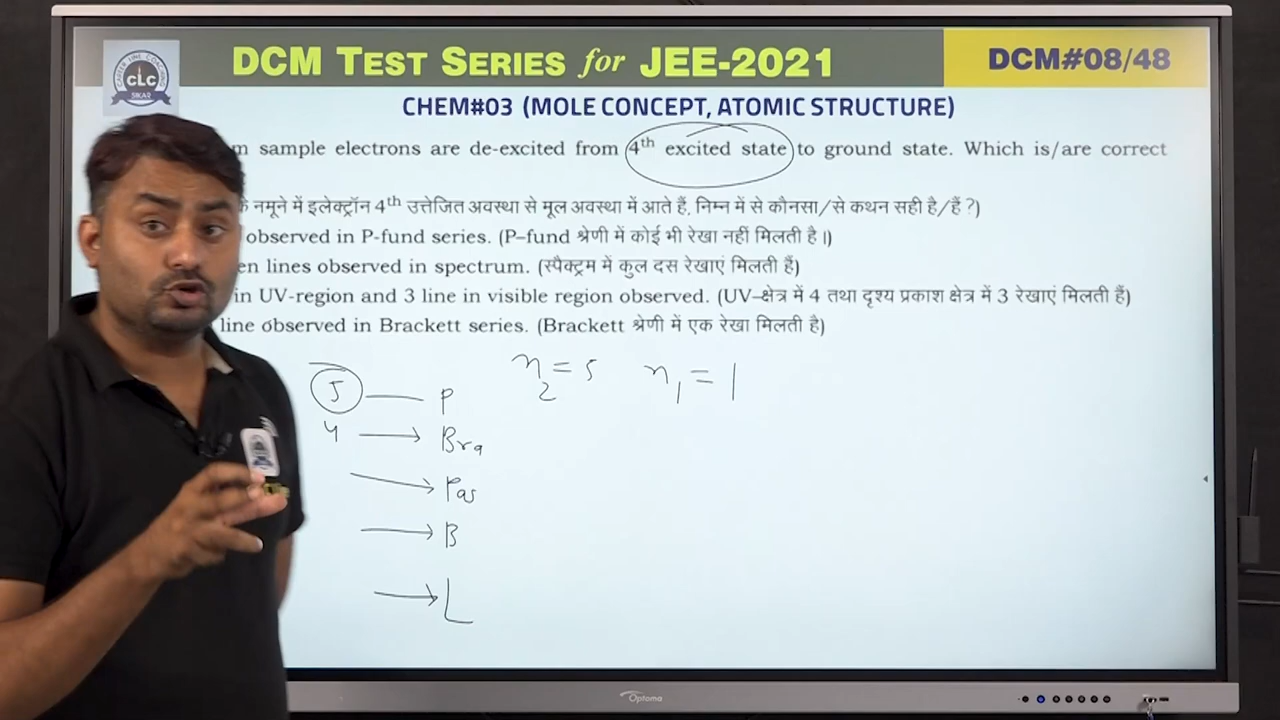 DCM TEST SERIES for JEE-2021
DCM#08/48
CLC
SIKAR
CHEM#03 (MOLE CONCEPT, ATOMIC STRUCTURE)
m sample electrons are de-excited from 4th excited state to ground state. Which is/are correct
के नमूने में इलेक्ट्रॉन 4th उत्तेजित अवस्था से मूल अवस्था में आते हैं, निम्न में से कौनसा/से कथन सही है/हैं ?)
observed in P-fund series. (P–fund श्रेणी में कोई भी रेखा नहीं मिलती है।)
en lines observed in spectrum. (स्पैक्ट्रम में कुल दस रेखाएं मिलती हैं)
in UV-region and 3 line in visible region observed. (UV–क्षेत्र में 4 तथा दृश्य प्रकाश क्षेत्र में 3 रेखाएं मिलती हैं)
line observed in Brackett series. (Brackett श्रेणी में एक रेखा मिलती है)
n2 = 5 n1 = 1
5 P
4 Bra
Pas
B
L
Optoma